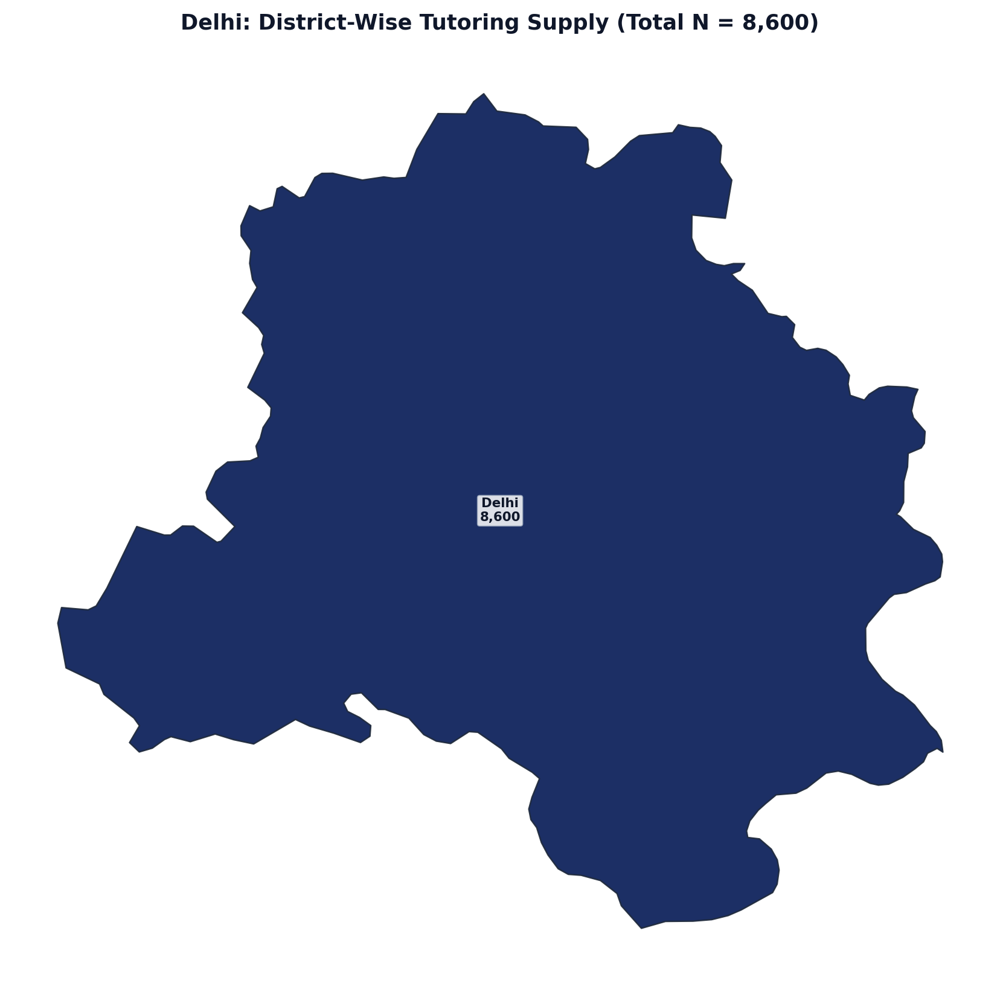 Delhi: District-Wise Tutoring Supply (Total N = 8,600)
Delhi
8,600